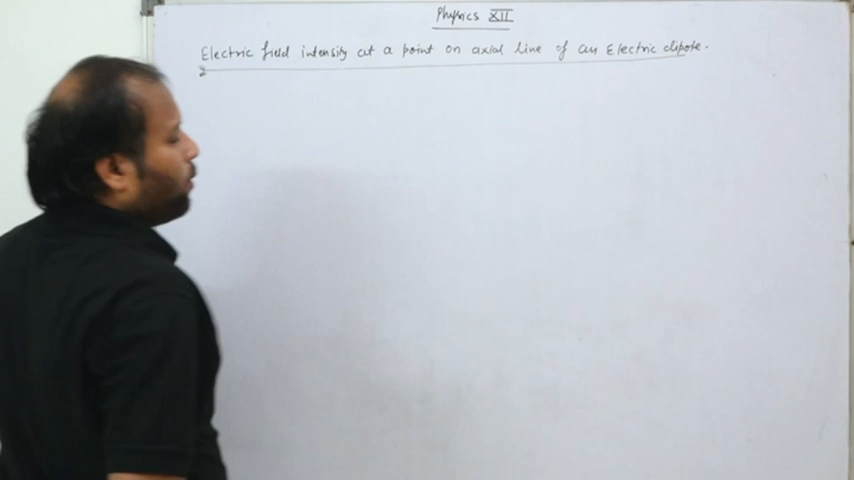 Physics XII
Electric field intensity at a point on axial line of an Electric dipole.